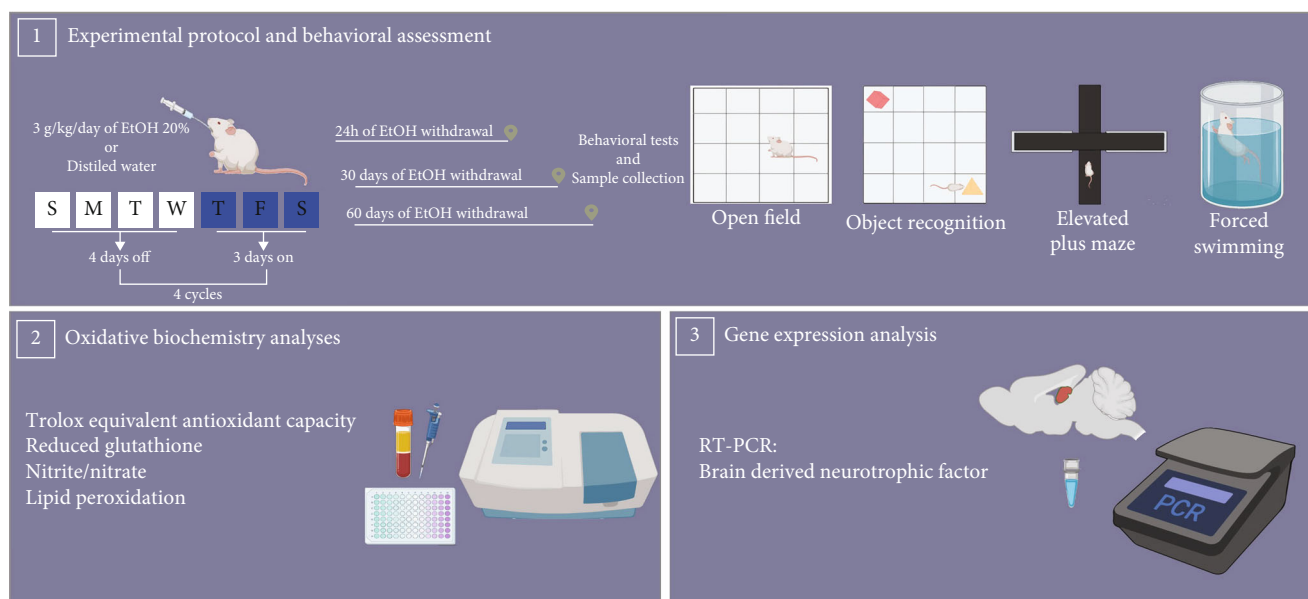 1 Experimental protocol and behavioral assessment
3 g/kg/day of EtOH 20%
or
Distiled water
S M T W T F S
4 days off
3 days on
4 cycles
24h of EtOH withdrawal
30 days of EtOH withdrawal
60 days of EtOH withdrawal
Behavioral tests
and
Sample collection
Open field
Object recognition
Elevated
plus maze
Forced
swimming
2 Oxidative biochemistry analyses
Trolox equivalent antioxidant capacity
Reduced glutathione
Nitrite/nitrate
Lipid peroxidation
3 Gene expression analysis
RT-PCR:
Brain derived neurotrophic factor
PCR